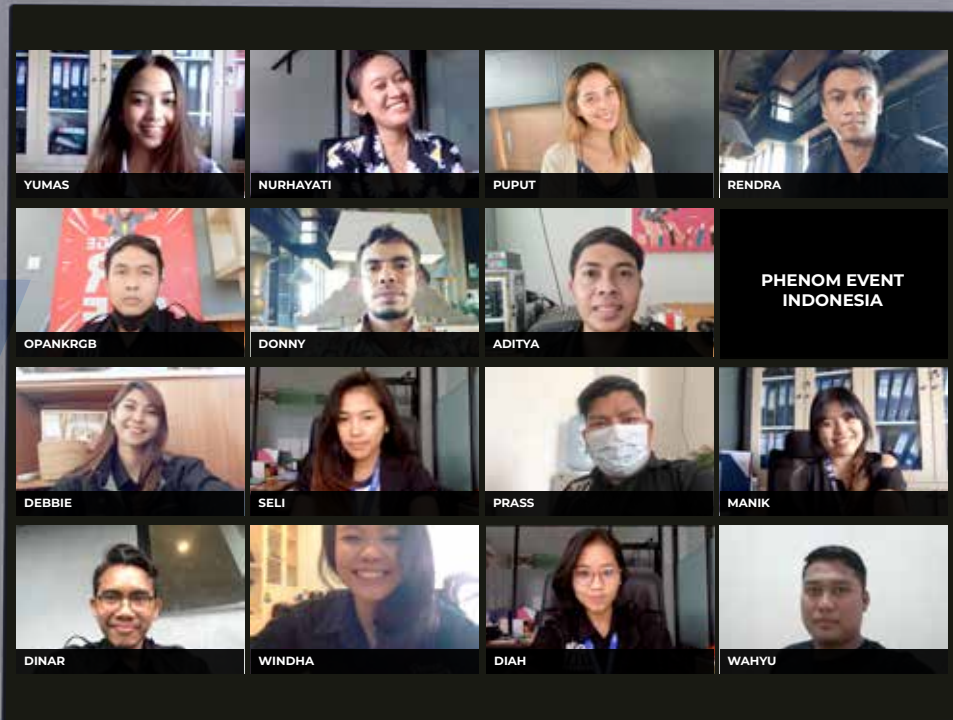 YUMAS
NURHAYATI
PUPUT
RENDRA
OPANKRGB
DONNY
ADITYA
PHENOM EVENT
INDONESIA
DEBBIE
SELI
PRASS
MANIK
DINAR
WINDHA
DIAH
WAHYU